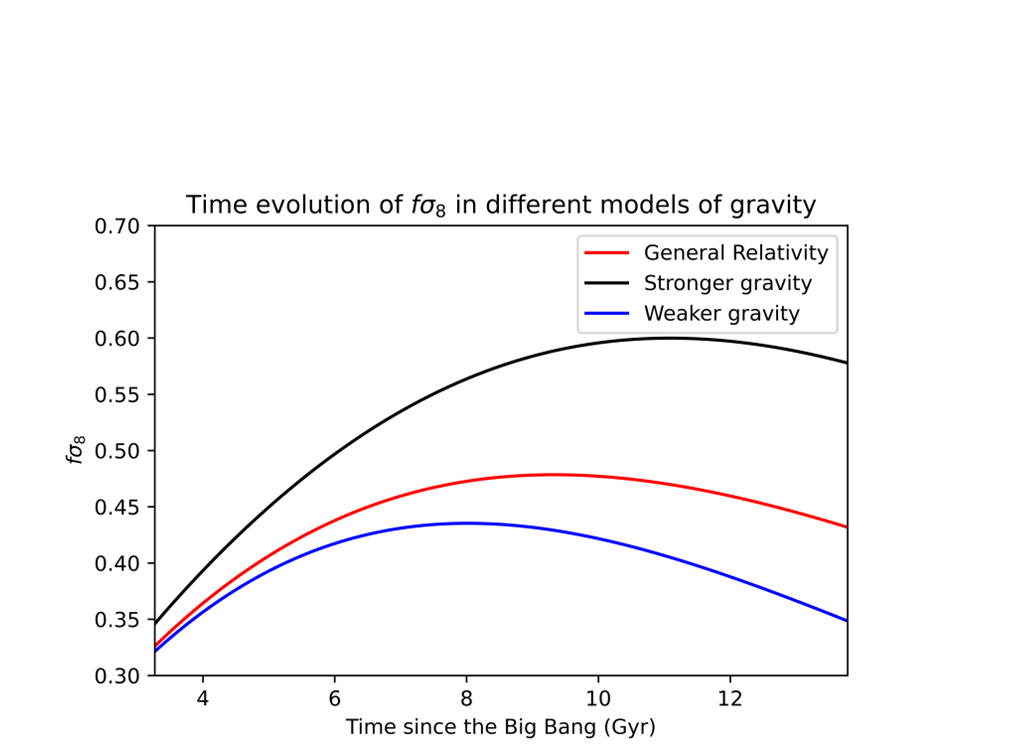 Time evolution of fσ₈ in different models of gravity
0.70
0.65
0.60
0.55
0.50
0.45
0.40
0.35
0.30
fσ₈
General Relativity
Stronger gravity
Weaker gravity
4 6 8 10 12
Time since the Big Bang (Gyr)